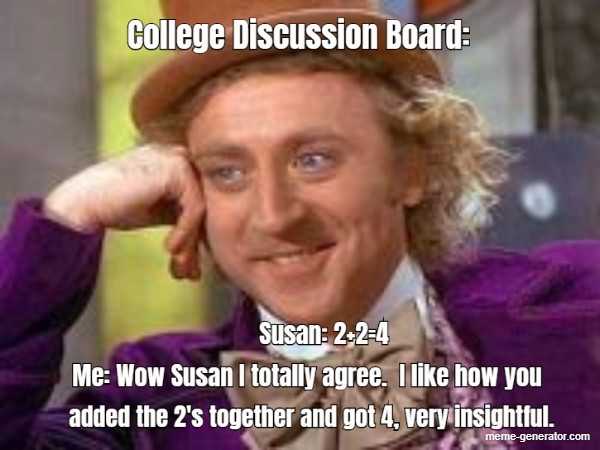 College Discussion Board:
Susan: 2+2=4
Me: Wow Susan I totally agree.  I like how you
added the 2's together and got 4, very insightful.
meme-generator.com